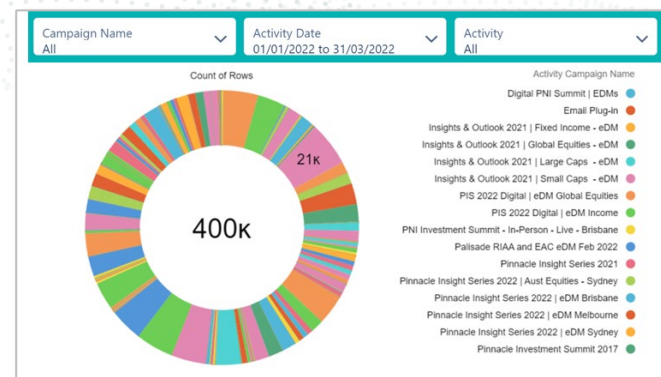 Campaign Name
All
Activity Date
01/01/2022 to 31/03/2022
Activity
All
Count of Rows
21K
400K
Activity Campaign Name
Digital PNI Summit | EDMs
Email Plug-in
Insights & Outlook 2021 | Fixed Income - eDM
Insights & Outlook 2021 | Global Equities - eDM
Insights & Outlook 2021 | Large Caps - eDM
Insights & Outlook 2021 | Small Caps - eDM
PIS 2022 Digital | eDM Global Equities
PIS 2022 Digital | eDM Income
PNI Investment Summit - In-Person - Live - Brisbane
Palisade RIAA and EAC eDM Feb 2022
Pinnacle Insight Series 2021
Pinnacle Insight Series 2022 | Aust Equities - Sydney
Pinnacle Insight Series 2022 | eDM Brisbane
Pinnacle Insight Series 2022 | eDM Melbourne
Pinnacle Insight Series 2022 | eDM Sydney
Pinnacle Investment Summit 2017